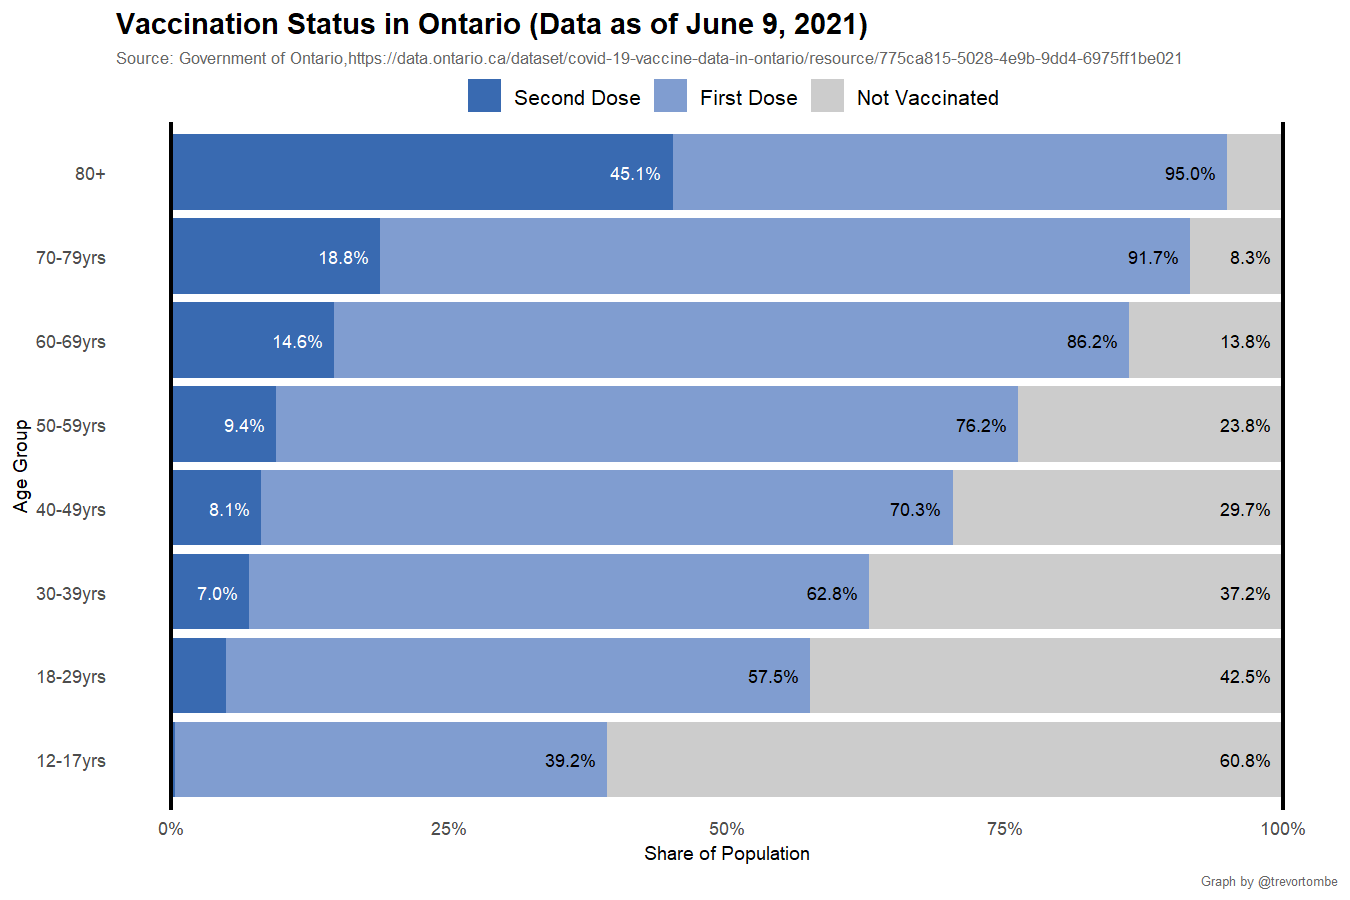 Vaccination Status in Ontario (Data as of June 9, 2021)
Source: Government of Ontario,https://data.ontario.ca/dataset/covid-19-vaccine-data-in-ontario/resource/775ca815-5028-4e9b-9dd4-6975ff1be021
Second Dose First Dose Not Vaccinated
80+ 45.1% 95.0%
70-79yrs 18.8% 91.7% 8.3%
60-69yrs 14.6% 86.2% 13.8%
50-59yrs 9.4% 76.2% 23.8%
Age Group
40-49yrs 8.1% 70.3% 29.7%
30-39yrs 7.0% 62.8% 37.2%
18-29yrs 57.5% 42.5%
12-17yrs 39.2% 60.8%
0% 25% 50% 75% 100%
Share of Population
Graph by @trevortombe